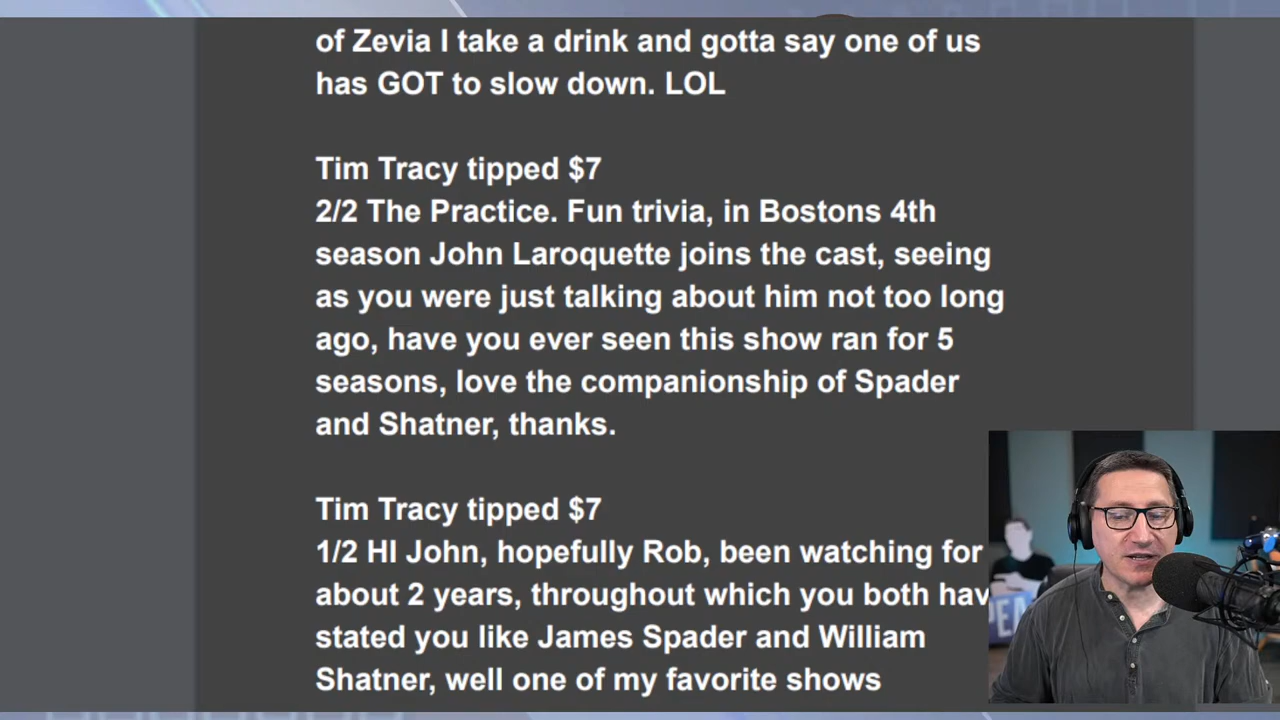 of Zevia I take a drink and gotta say one of us
has GOT to slow down. LOL
Tim Tracy tipped $7
2/2 The Practice. Fun trivia, in Bostons 4th
season John Laroquette joins the cast, seeing
as you were just talking about him not too long
ago, have you ever seen this show ran for 5
seasons, love the companionship of Spader
and Shatner, thanks.
Tim Tracy tipped $7
1/2 HI John, hopefully Rob, been watching for
about 2 years, throughout which you both hav
stated you like James Spader and William
Shatner, well one of my favorite shows